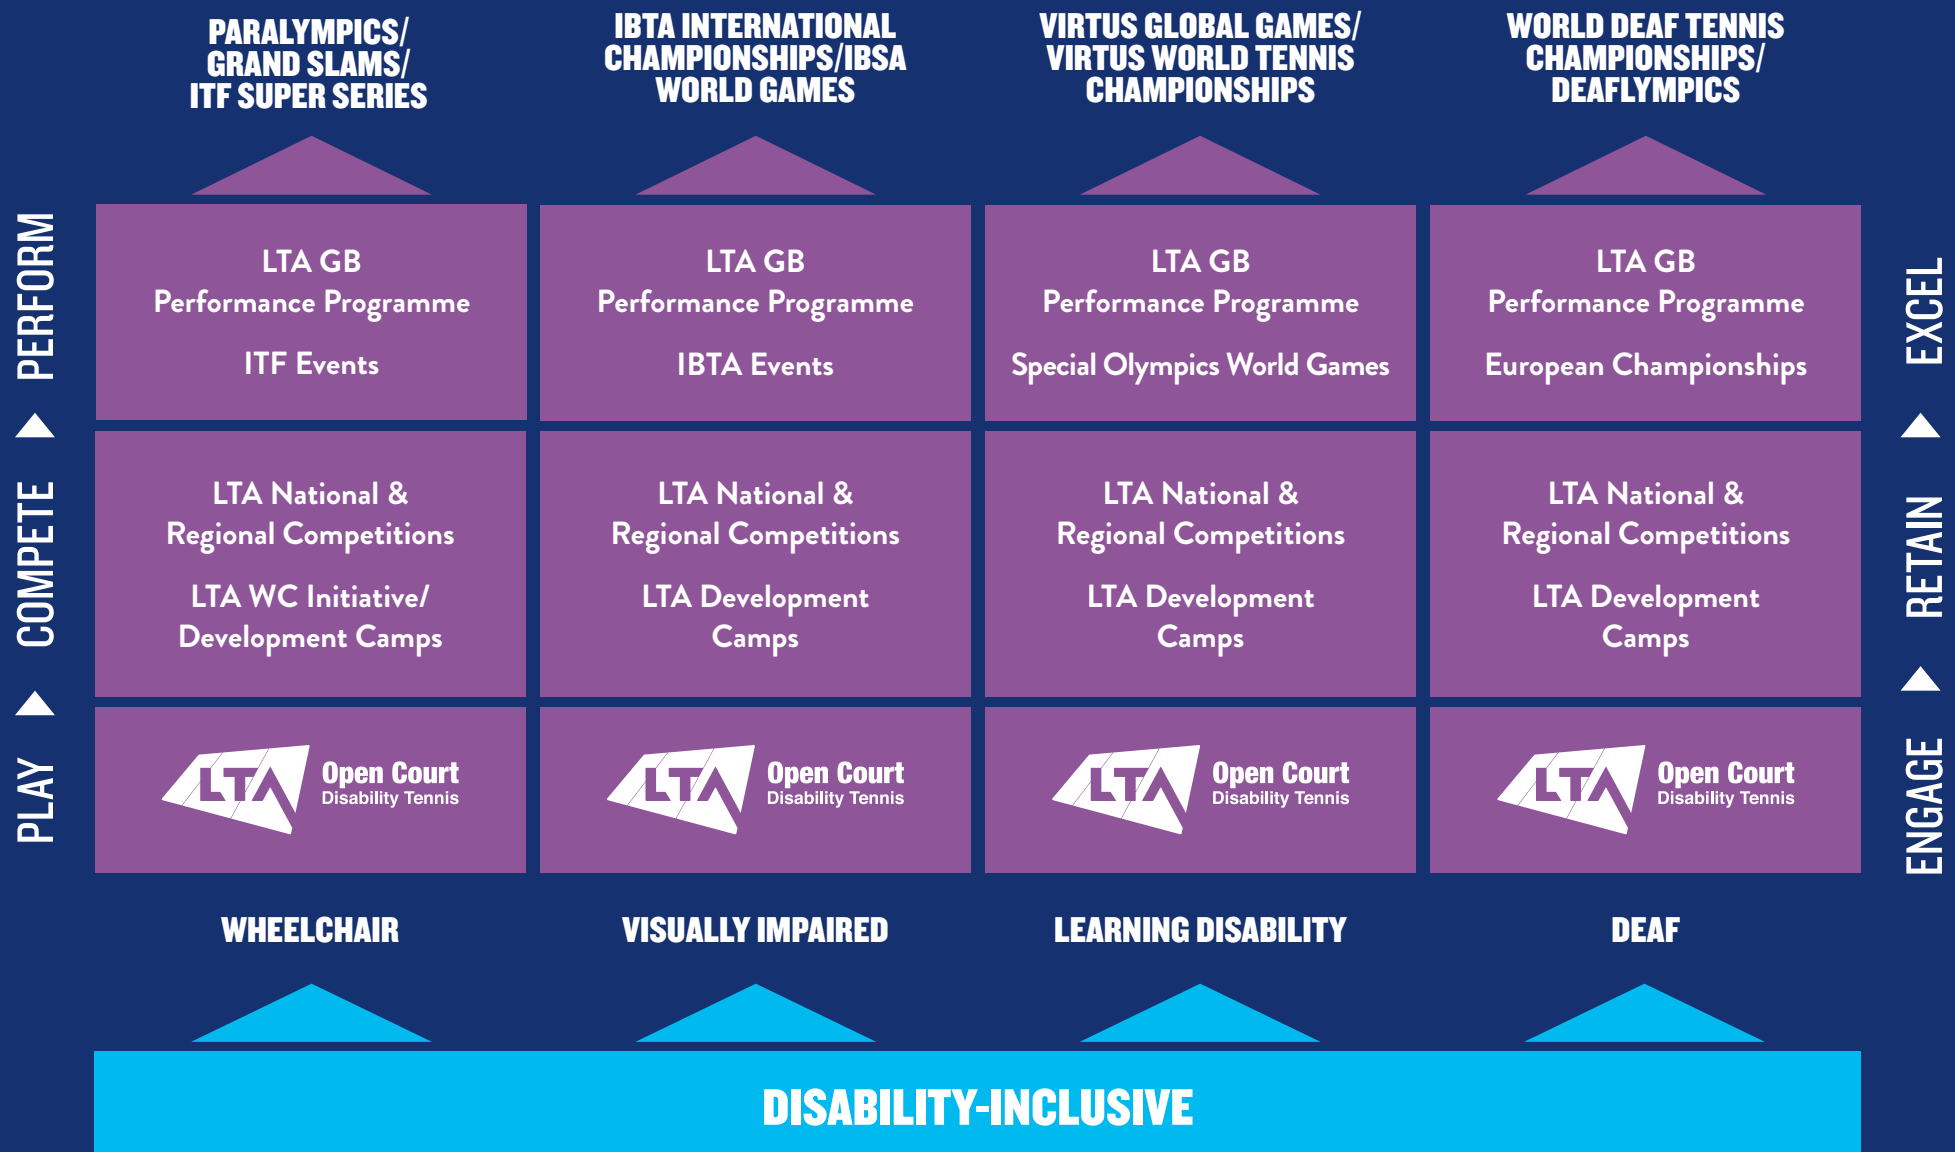 PARALYMPICS/
GRAND SLAMS/
ITF SUPER SERIES
IBTA INTERNATIONAL
CHAMPIONSHIPS/IBSA
WORLD GAMES
VIRTUS GLOBAL GAMES/
VIRTUS WORLD TENNIS
CHAMPIONSHIPS
WORLD DEAF TENNIS
CHAMPIONSHIPS/
DEAFLYMPICS
PERFORM
LTA GB
Performance Programme
ITF Events
LTA GB
Performance Programme
IBTA Events
LTA GB
Performance Programme
Special Olympics World Games
LTA GB
Performance Programme
European Championships
EXCEL
COMPETE
LTA National &
Regional Competitions
LTA WC Initiative/
Development Camps
LTA National &
Regional Competitions
LTA Development
Camps
LTA National &
Regional Competitions
LTA Development
Camps
LTA National &
Regional Competitions
LTA Development
Camps
RETAIN
PLAY
LTA
Open Court
Disability Tennis
LTA
Open Court
Disability Tennis
LTA
Open Court
Disability Tennis
LTA
Open Court
Disability Tennis
ENGAGE
WHEELCHAIR
VISUALLY IMPAIRED
LEARNING DISABILITY
DEAF
DISABILITY-INCLUSIVE